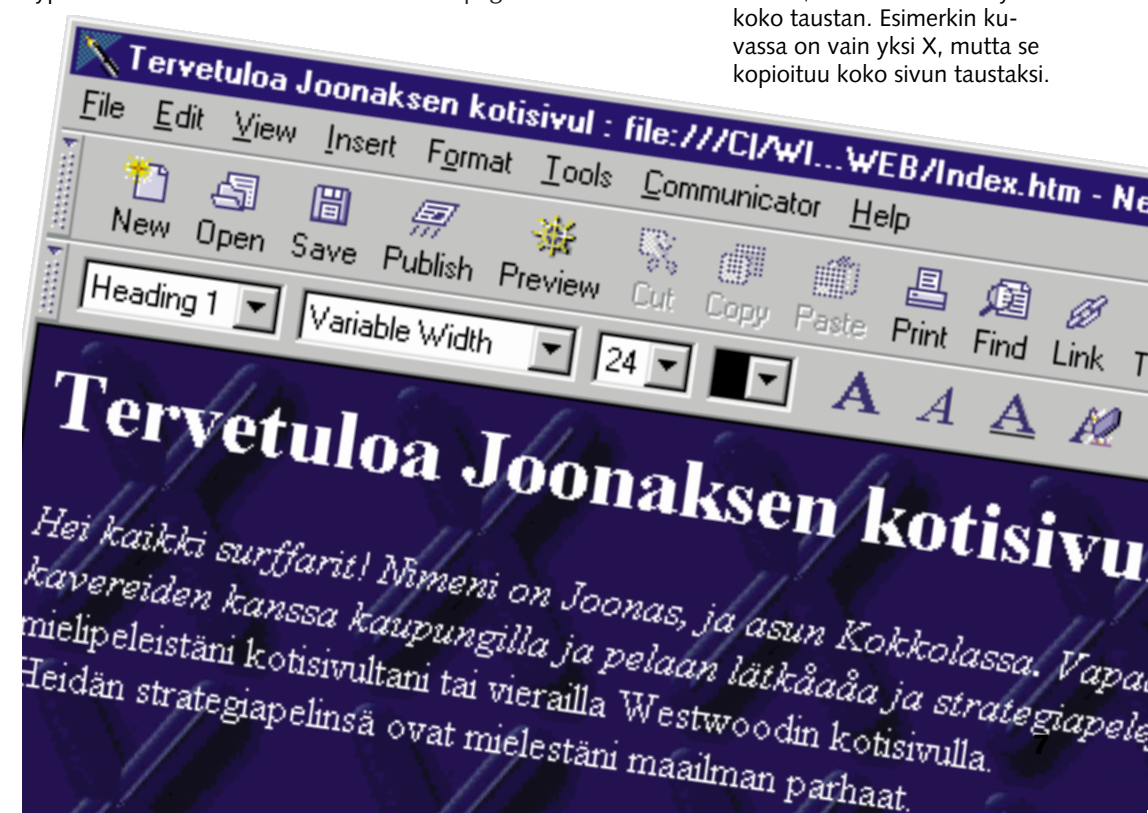 koko taustan. Esimerkin ku-
vassa on vain yksi X, mutta se
kopioituu koko sivun taustaksi.
Tervetuloa Joonaksen kotisivul : file:///C|/WI...WEB/Index.htm - Ne
File Edit View Insert Format Tools Communicator Help
New Open Save Publish Preview Cut Copy Paste Print Find Link T
Heading 1 Variable Width 24 A A A
Tervetuloa Joonaksen kotisivu
Hei kaikki surffarit! Nimeni on Joonas, ja asun Kokkolassa. Vapa
kavereiden kanssa kaupungilla ja pelaan lätkåaåa ja strategiapele
mielipeleistäni kotisivultani tai vierailla Westwoodin kotisivulla.
Heidän strategiapelinsä ovat mielestäni maailman parhaat.
7